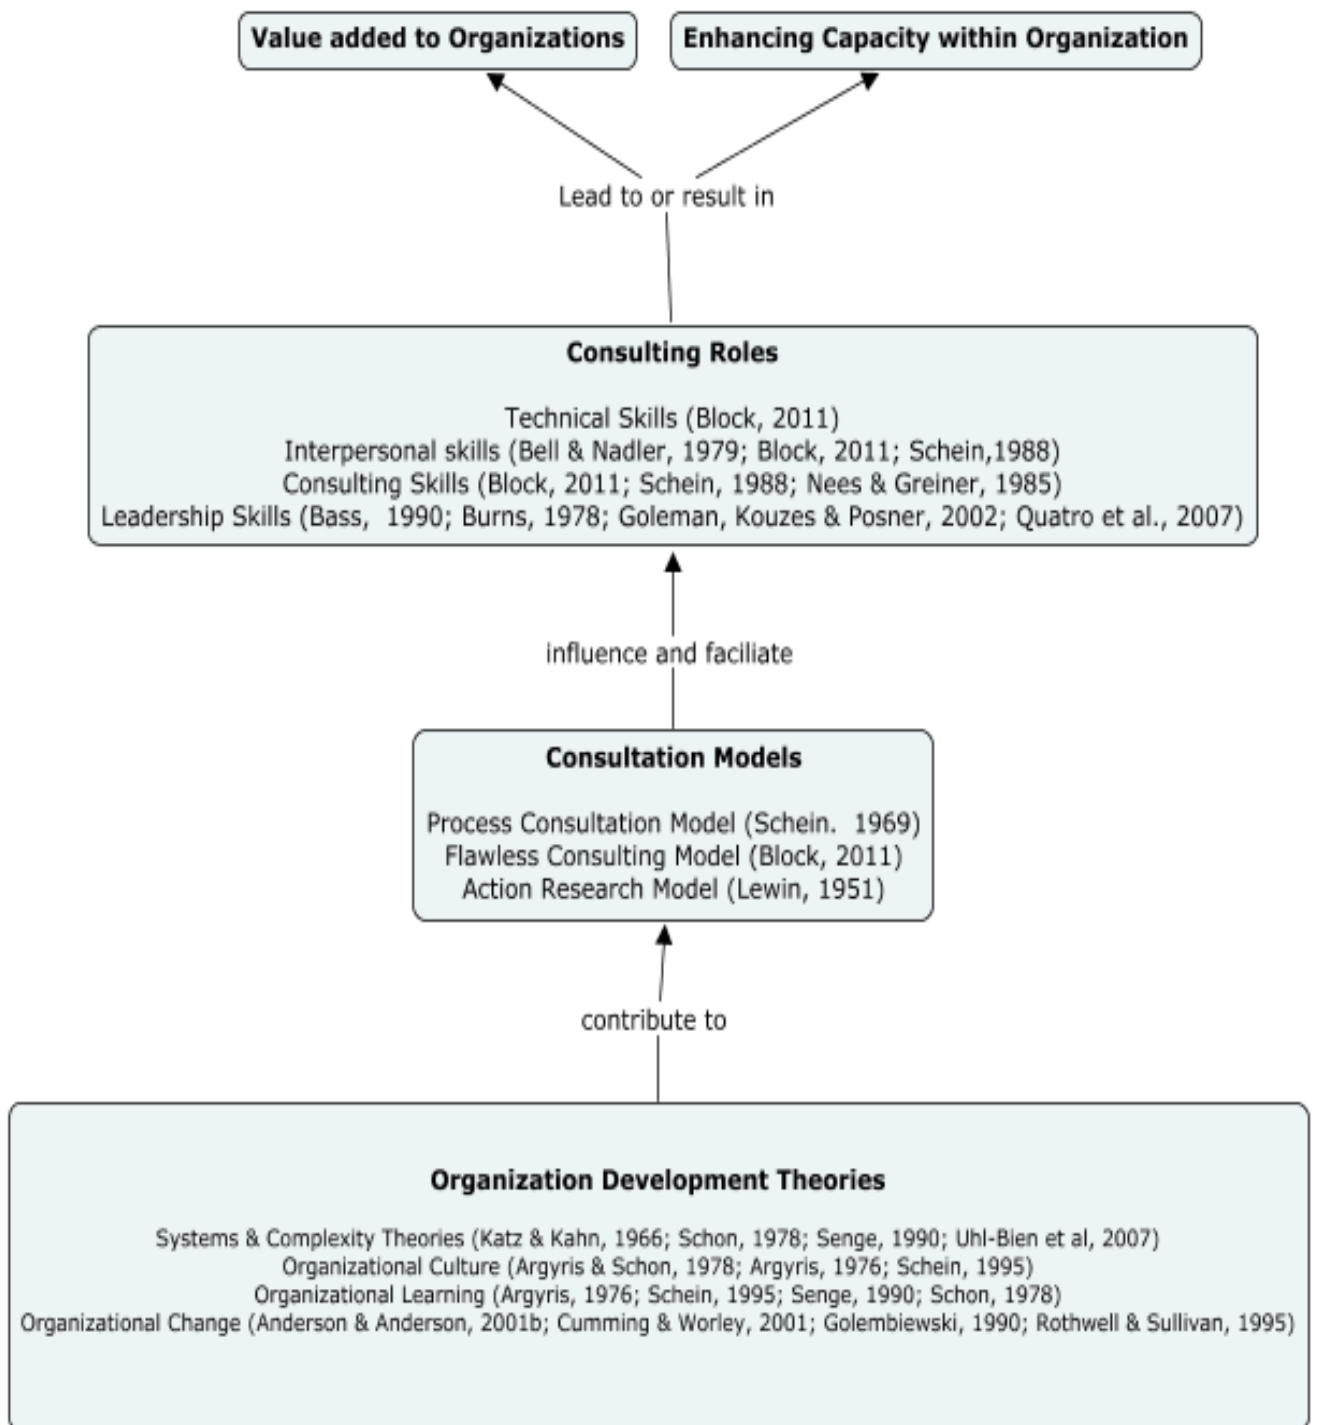 Value added to Organizations
Enhancing Capacity within Organization
Lead to or result in
Consulting Roles
Technical Skills (Block, 2011)
Interpersonal skills (Bell & Nadler, 1979; Block, 2011; Schein,1988)
Consulting Skills (Block, 2011; Schein, 1988; Nees & Greiner, 1985)
Leadership Skills (Bass,  1990; Burns, 1978; Goleman, Kouzes & Posner, 2002; Quatro et al., 2007)
influence and faciliate
Consultation Models
Process Consultation Model (Schein.  1969)
Flawless Consulting Model (Block, 2011)
Action Research Model (Lewin, 1951)
contribute to
Organization Development Theories
Systems & Complexity Theories (Katz & Kahn, 1966; Schon, 1978; Senge, 1990; Uhl-Bien et al, 2007)
Organizational Culture (Argyris & Schon, 1978; Argyris, 1976; Schein, 1995)
Organizational Learning (Argyris, 1976; Schein, 1995; Senge, 1990; Schon, 1978)
Organizational Change (Anderson & Anderson, 2001b; Cumming & Worley, 2001; Golembiewski, 1990; Rothwell & Sullivan, 1995)